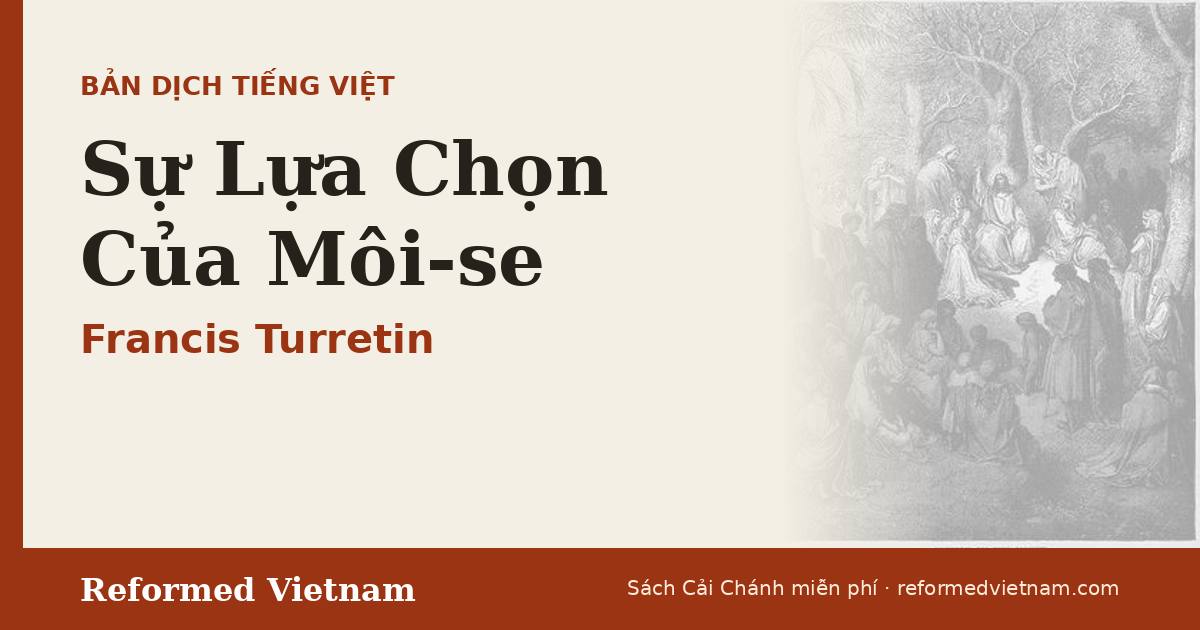 BẢN DỊCH TIẾNG VIỆT
Sự Lựa Chọn
Của Môi-se
Francis Turretin
Reformed Vietnam
Sách Cải Chánh miễn phí · reformedvietnam.com